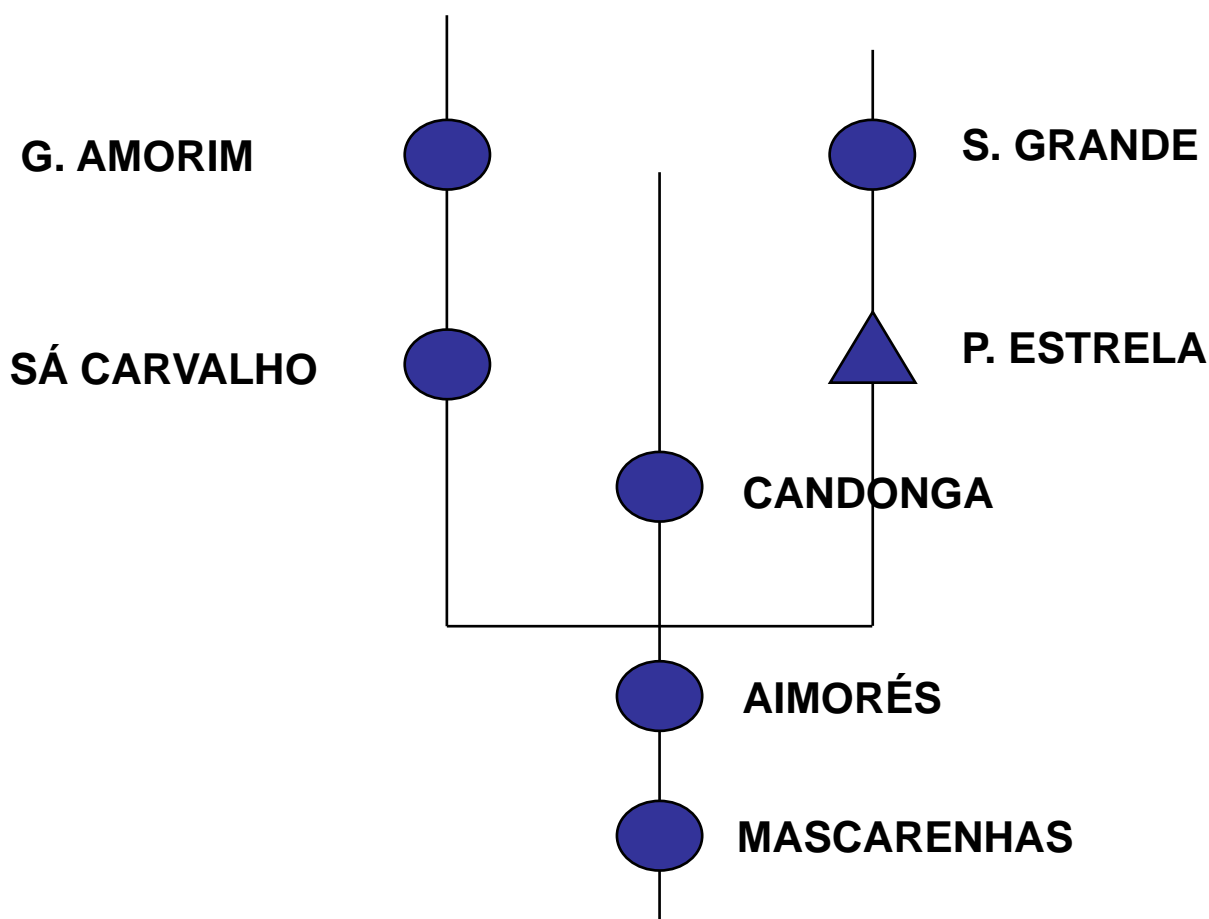 G. AMORIM
S. GRANDE
SÁ CARVALHO
P. ESTRELA
CANDONGA
AIMORÉS
MASCARENHAS